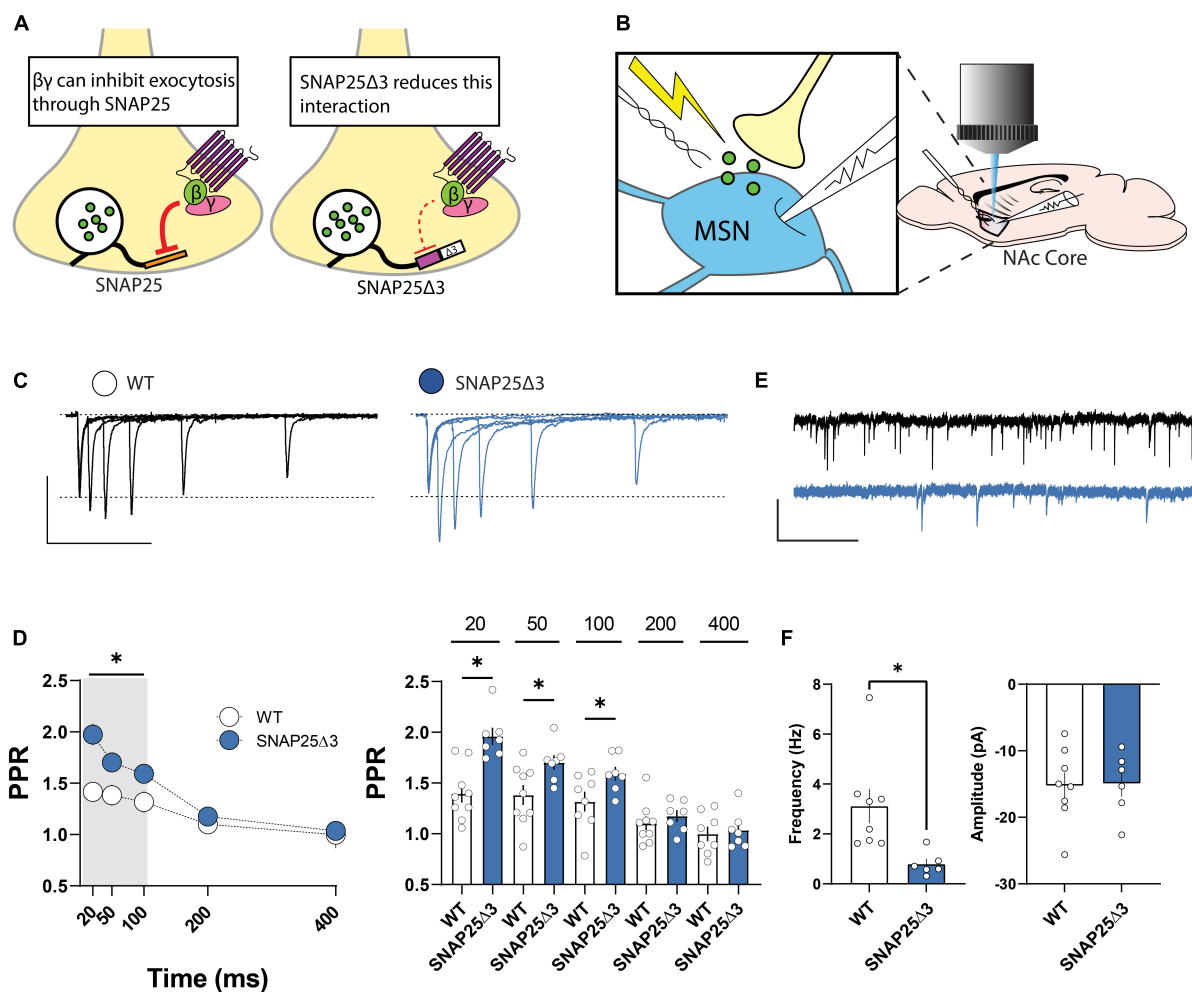 A
βγ can inhibit exocytosis
through SNAP25
β
γ
SNAP25
SNAP25Δ3 reduces this
interaction
β
γ
Δ3
SNAP25Δ3
B
MSN
NAc Core
C
WT
SNAP25Δ3
E
D
*
2.5
2.0
1.5
1.0
0.5
PPR
WT
SNAP25Δ3
20
50
100
200
400
Time (ms)
20
50
100
200
400
*
*
*
2.5
2.0
1.5
1.0
0.5
PPR
WT
SNAP25Δ3
WT
SNAP25Δ3
WT
SNAP25Δ3
WT
SNAP25Δ3
WT
SNAP25Δ3
F
*
8
6
4
2
0
Frequency (Hz)
WT
SNAP25Δ3
0
-10
-20
-30
Amplitude (pA)
WT
SNAP25Δ3